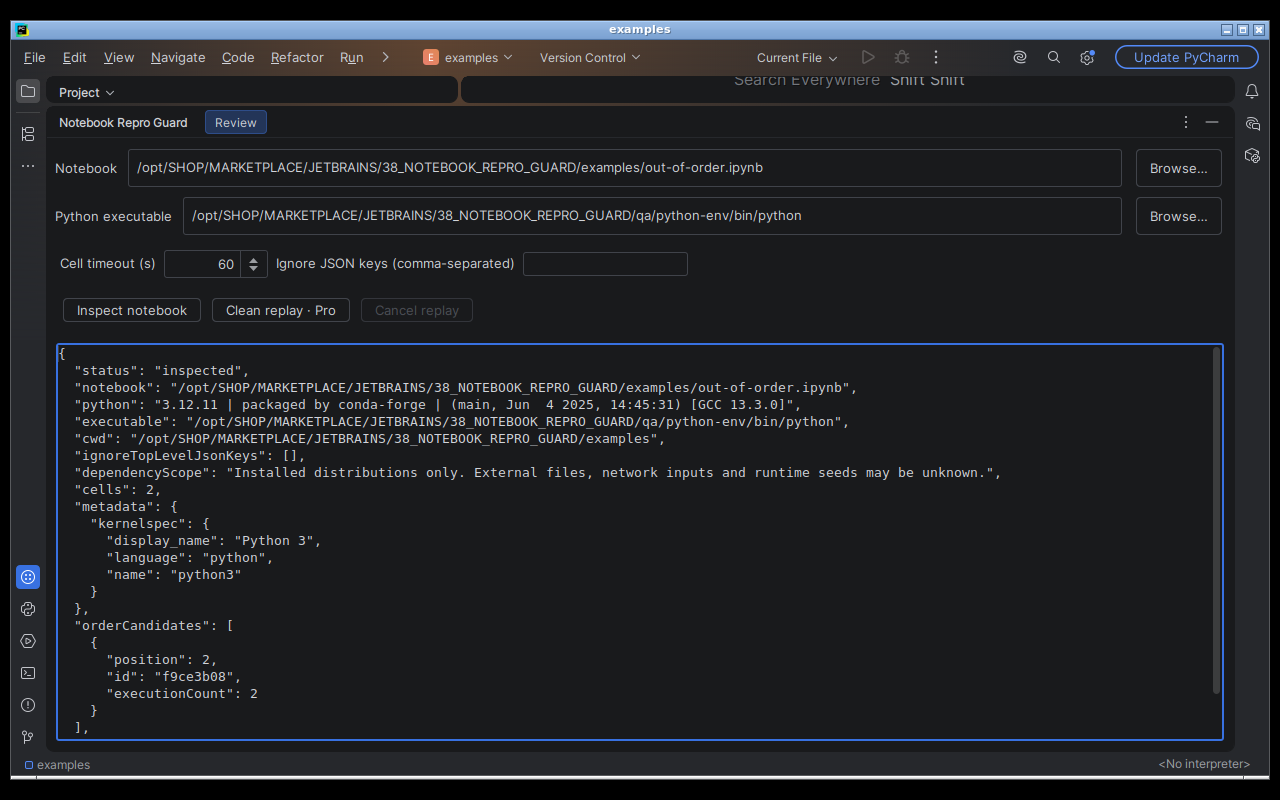 examples
File Edit View Navigate Code Refactor Run E examples Version Control Current File Update PyCharm
Project
Search Everywhere Shift Shift
Notebook Repro Guard Review
Notebook /opt/SHOP/MARKETPLACE/JETBRAINS/38_NOTEBOOK_REPRO_GUARD/examples/out-of-order.ipynb Browse...
Python executable /opt/SHOP/MARKETPLACE/JETBRAINS/38_NOTEBOOK_REPRO_GUARD/qa/python-env/bin/python Browse...
Cell timeout (s) 60 Ignore JSON keys (comma-separated)
Inspect notebook Clean replay · Pro Cancel replay
{
  "status": "inspected",
  "notebook": "/opt/SHOP/MARKETPLACE/JETBRAINS/38_NOTEBOOK_REPRO_GUARD/examples/out-of-order.ipynb",
  "python": "3.12.11 | packaged by conda-forge | (main, Jun  4 2025, 14:45:31) [GCC 13.3.0]",
  "executable": "/opt/SHOP/MARKETPLACE/JETBRAINS/38_NOTEBOOK_REPRO_GUARD/qa/python-env/bin/python",
  "cwd": "/opt/SHOP/MARKETPLACE/JETBRAINS/38_NOTEBOOK_REPRO_GUARD/examples",
  "ignoreTopLevelJsonKeys": [],
  "dependencyScope": "Installed distributions only. External files, network inputs and runtime seeds may be unknown.",
  "cells": 2,
  "metadata": {
    "kernelspec": {
      "display_name": "Python 3",
      "language": "python",
      "name": "python3"
    }
  },
  "orderCandidates": [
    {
      "position": 2,
      "id": "f9ce3b08",
      "executionCount": 2
    }
  ],
examples <No interpreter>